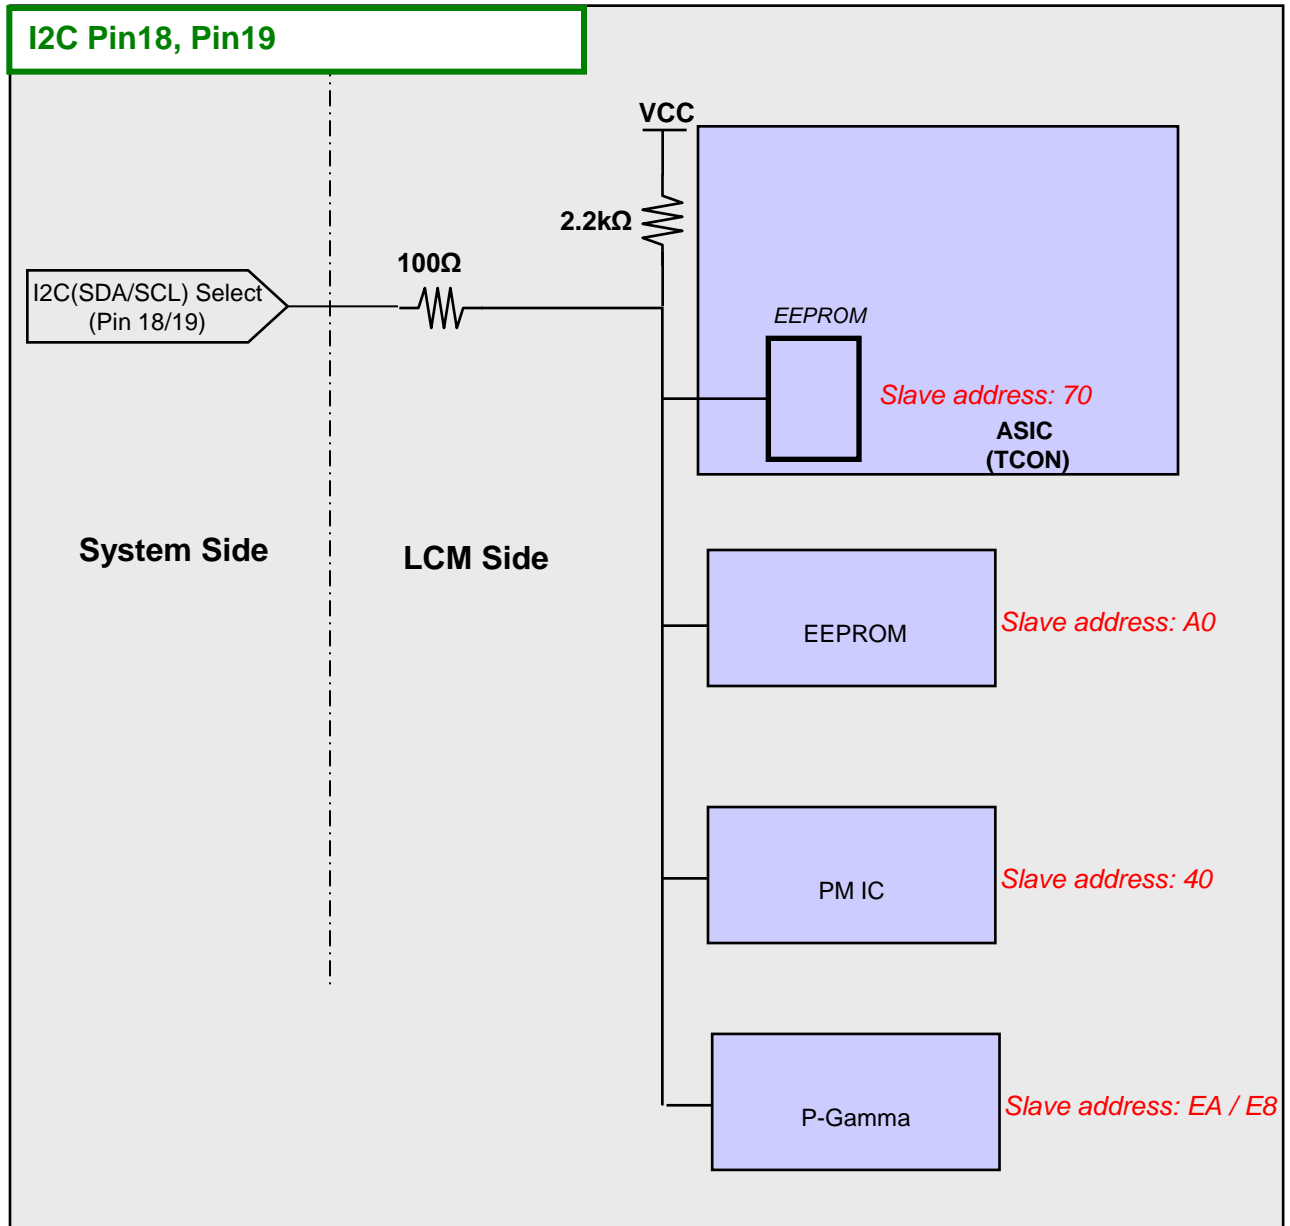 I2C Pin18, Pin19
VCC
2.2kΩ
100Ω
I2C(SDA/SCL) Select
(Pin 18/19)
EEPROM
Slave address: 70
ASIC
(TCON)
System Side
LCM Side
EEPROM
Slave address: A0
PM IC
Slave address: 40
P-Gamma
Slave address: EA / E8